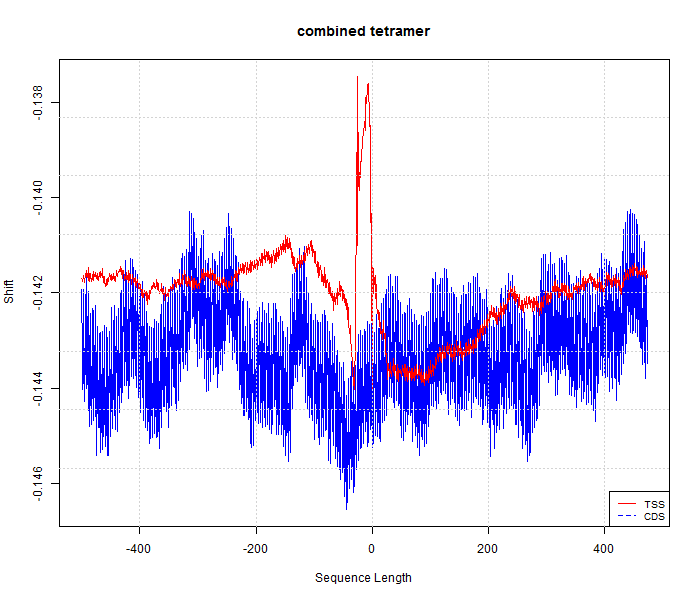 combined tetramer
Shift
-0.138
-0.140
-0.142
-0.144
-0.146
-400 -200 0 200 400
Sequence Length
TSS
CDS